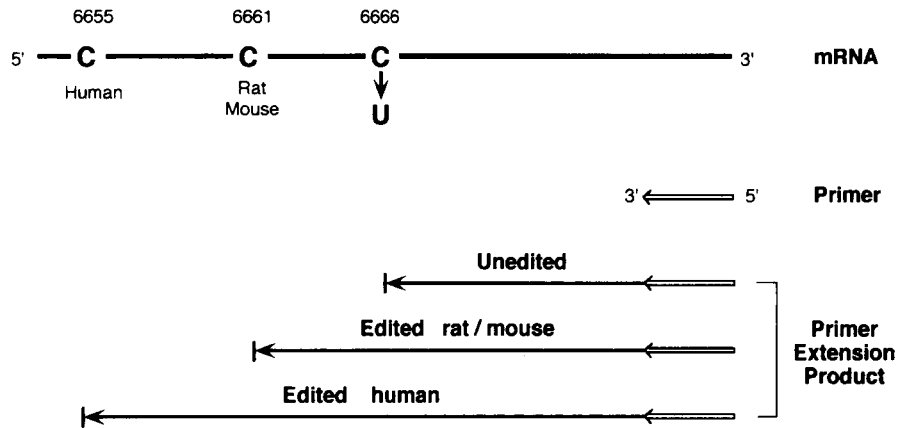 6655 6661 6666
5' C C C 3' mRNA
Human Rat
Mouse
U
3' 5' Primer
Unedited
Edited rat / mouse
Primer
Extension
Product
Edited human